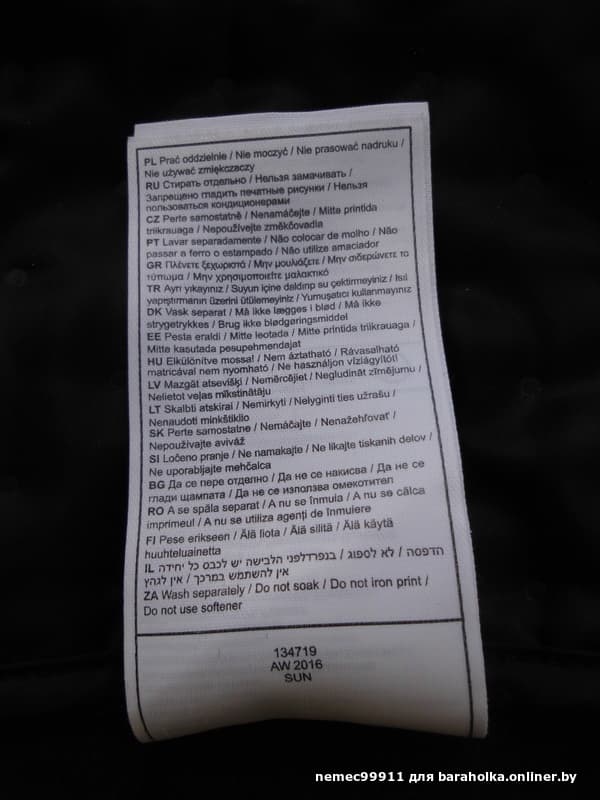 PL Prać oddzielnie / Nie moczyć / Nie prasować nadruku /
Nie używać zmiękczaczy
RU Стирать отдельно / Нельзя замачивать /
Запрещено гладить печатные рисунки / Нельзя
пользоваться кондиционерами
CZ Perte samostatně / Nenamáčejte / Mitte printida
triikrauaga / Nepoužívejte změkčovadla
PT Lavar separadamente / Não colocar de molho / Não
passar a ferro o estampado / Não utilize amaciador
GR Πλένετε ξεχωριστά / Μην μουλιάζετε / Μην σιδερώνετε το
τύπωμα / Μην χρησιμοποιήτε μαλακτικό
TR Ayrı yıkayınız / Suyun içine daldırıp su çektirmeyiniz / Isıl
yapıştırmanın üzerini ütülemeyiniz / Yumuşatıcı kullanmayınız
DK Vask separat / Må ikke lægges i blød / Må ikke
strygetrykkes / Brug ikke blødgøringsmiddel
EE Pesta eraldi / Mitte leotada / Mitte printida triikrauaga /
Mitte kasutada pesupehmendajat
HU Elkülönitve mossa! / Nem áztatható / Rávasalható
matricával nem nyomható / Ne használjon vízlágyítót!
LV Mazgāt atsevišķi / Nemērcējiet / Negludināt zīmējumu /
Nelietot veļas mīkstinātāju
LT Skalbti atskirai / Nemirkyti / Nelyginti ties užrašu /
Nenaudoti minkštiklio
SK Perte samostatne / Nemáčajte / Nenažehľovať /
Nepoužívajte aviváž
SI Ločeno pranje / Ne namakajte / Ne likajte tiskanih delov /
Ne uporabljajte mehčalca
BG Да се пере отделно / Да не се накисва / Да не се
глади щампата / Да не се използва омекотител
RO A se spăla separat / A nu se înmula / A nu se călca
imprimeul / A nu se utiliza agenţi de înmuiere
FI Pese erikseen / Älä liota / Älä silitä / Älä käytä
huuhteluainetta
IL הדפסה / לא לספוג / בנפרדלפני הלבישה יש לכבס כל יחידה
אין להשתמש במרכך / אין לגהץ
ZA Wash separately / Do not soak / Do not iron print /
Do not use softener
134719
AW 2016
SUN
nemec99911 для baraholka.onliner.by